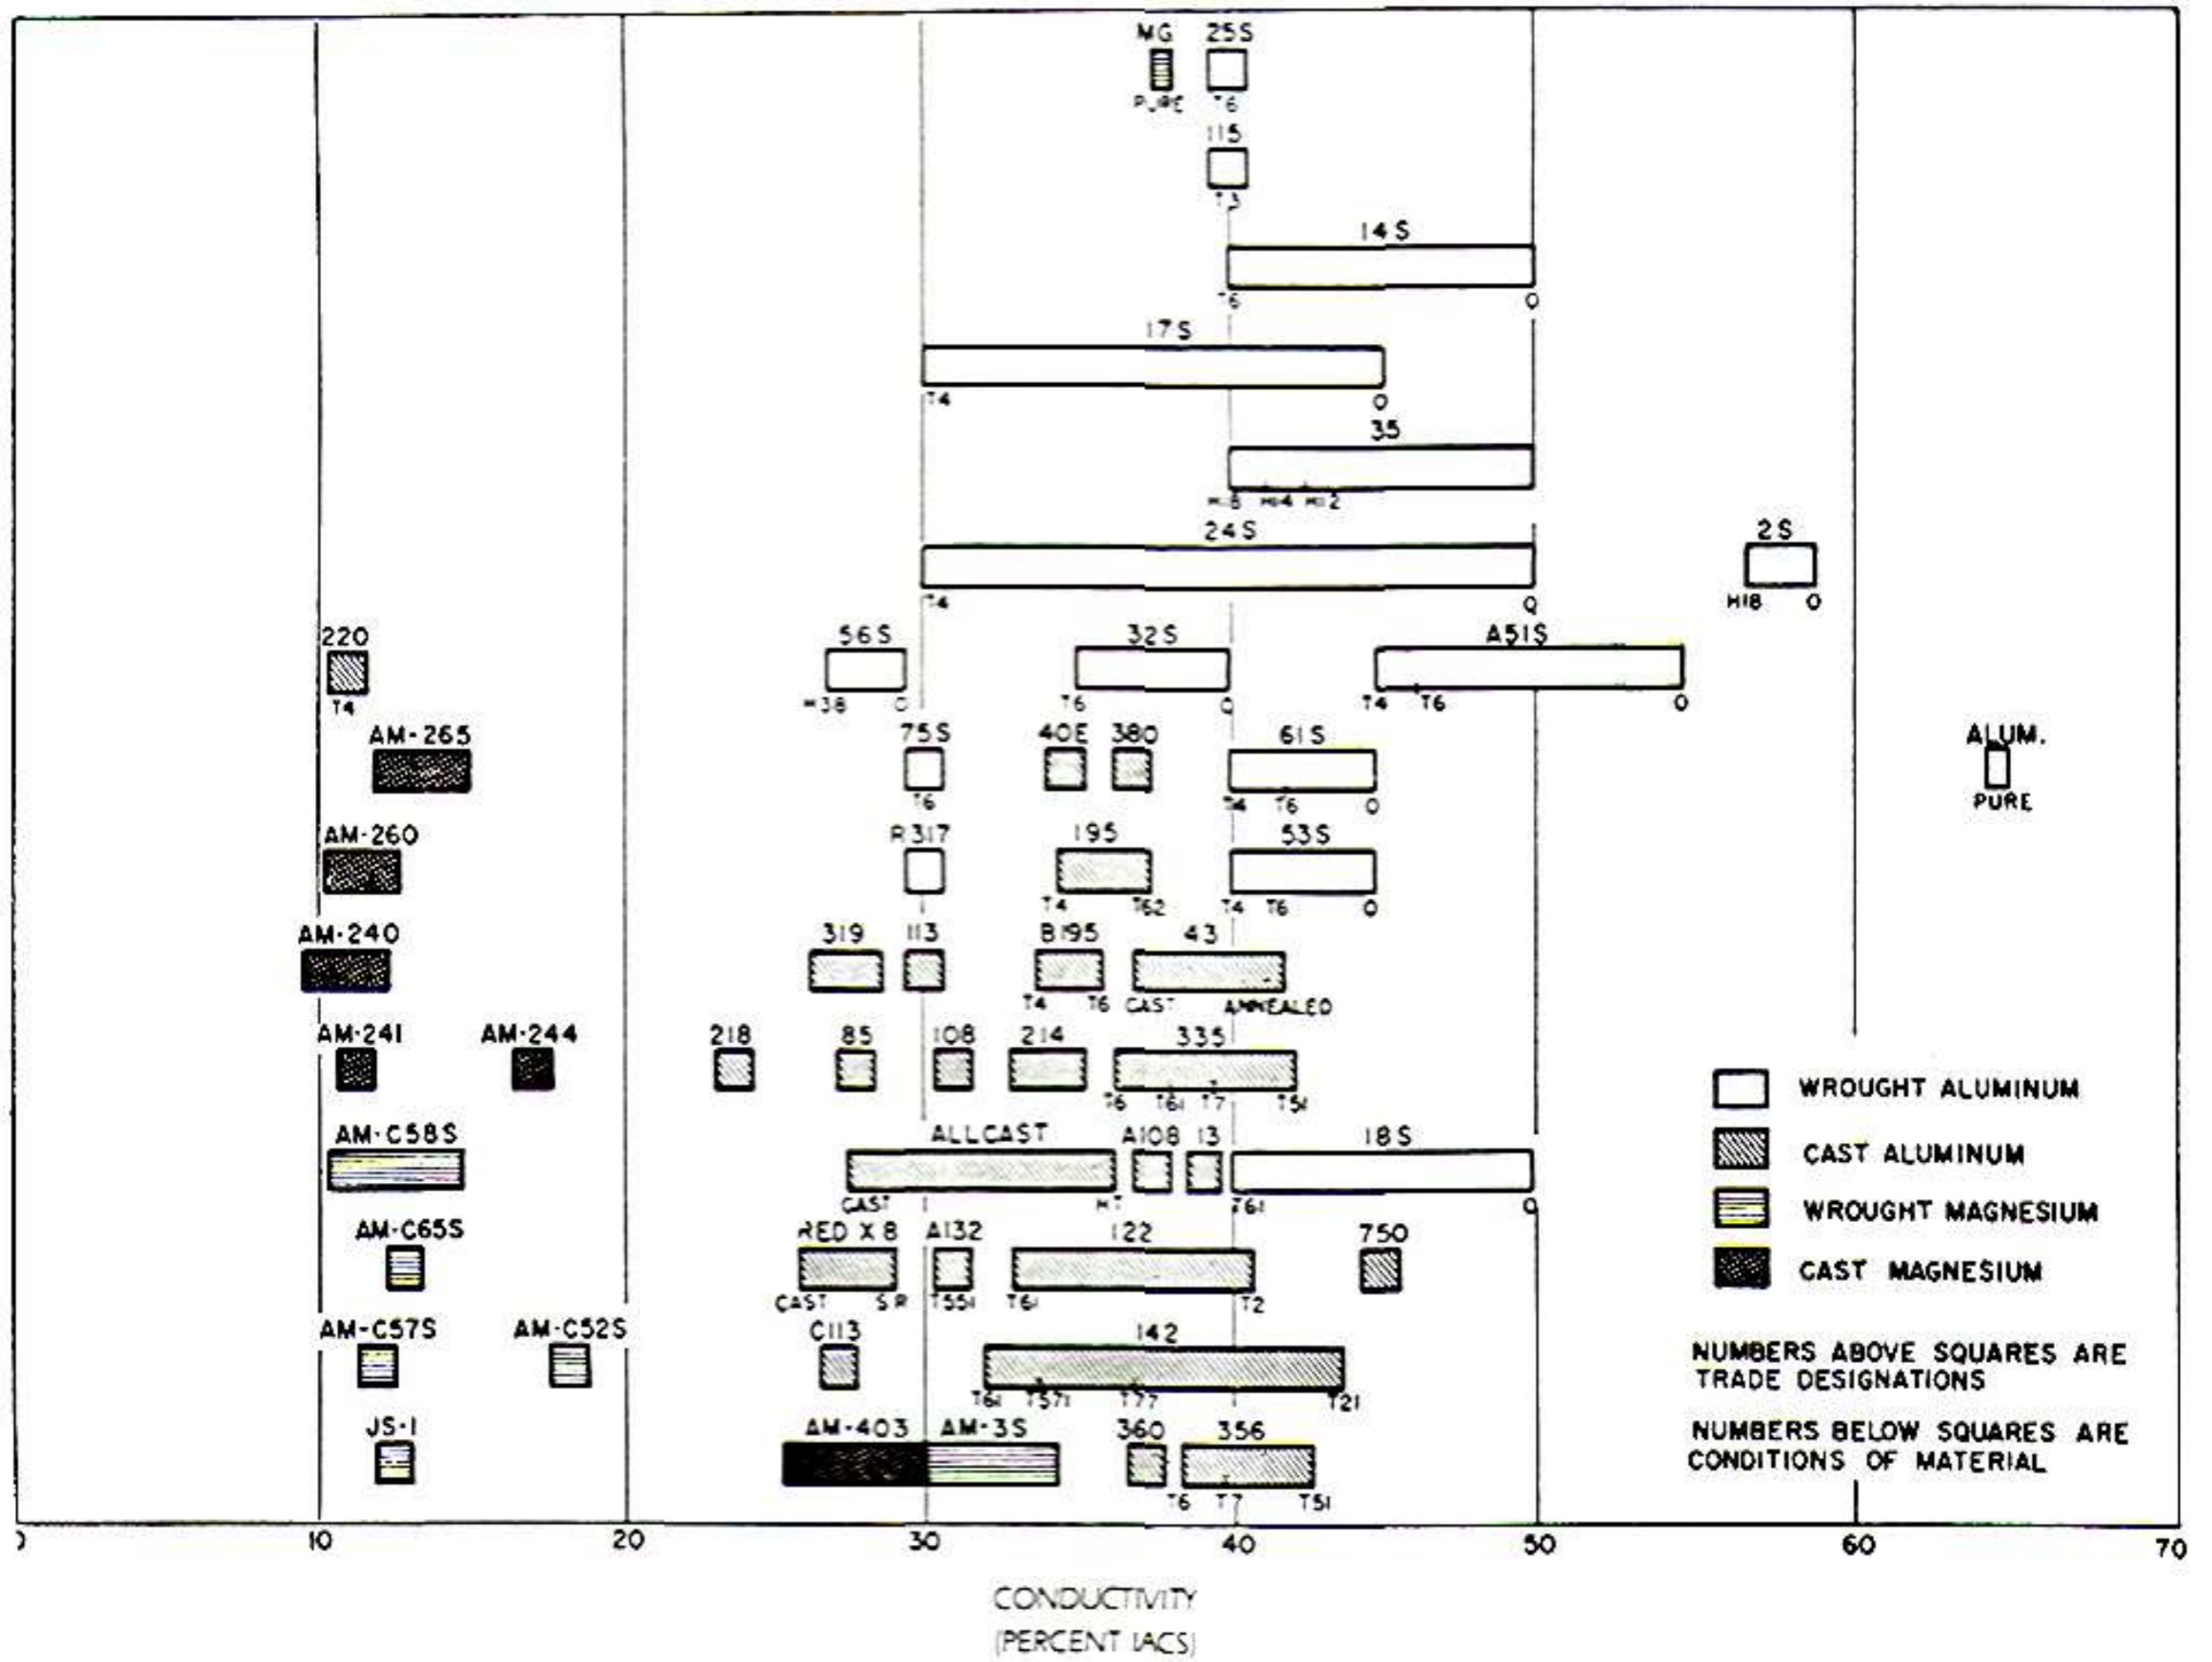 MG 25S
PURE T6
115
T3
14S
T6 O
17S
T4 O
35
H18 H14 H12
24S 2S
T4 O H18 O
220 56S 32S A51S
T4 H38 O T6 O T4 T6 O
AM-265 75S 40E 380 61S ALUM.
T6 T4 T6 O PURE
AM-260 R317 195 53S
T4 T62 T4 T6 O
AM-240 319 113 B195 43
T4 T6 CAST ANNEALED
AM-241 AM-244 218 85 108 214 335
T6 T61 T7 T51
WROUGHT ALUMINUM
AM-C58S ALLCAST A108 13 18S
CAST ALUMINUM
CAST HT T61 O
WROUGHT MAGNESIUM
AM-C65S RED X 8 A132 122 750
CAST MAGNESIUM
CAST SR T551 T61 T2
AM-C57S AM-C52S C113 142
T61 T571 T77 T21
NUMBERS ABOVE SQUARES ARE
TRADE DESIGNATIONS
JS-1 AM-403 AM-3S 360 356
T6 T7 T51
NUMBERS BELOW SQUARES ARE
CONDITIONS OF MATERIAL
10 20 30 40 50 60 70
CONDUCTIVITY
(PERCENT IACS)